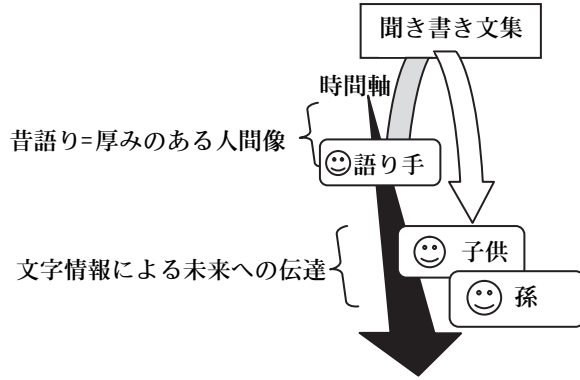 聞き書き文集
時間軸
昔語り=厚みのある人間像
語り手
子供
文字情報による未来への伝達
孫